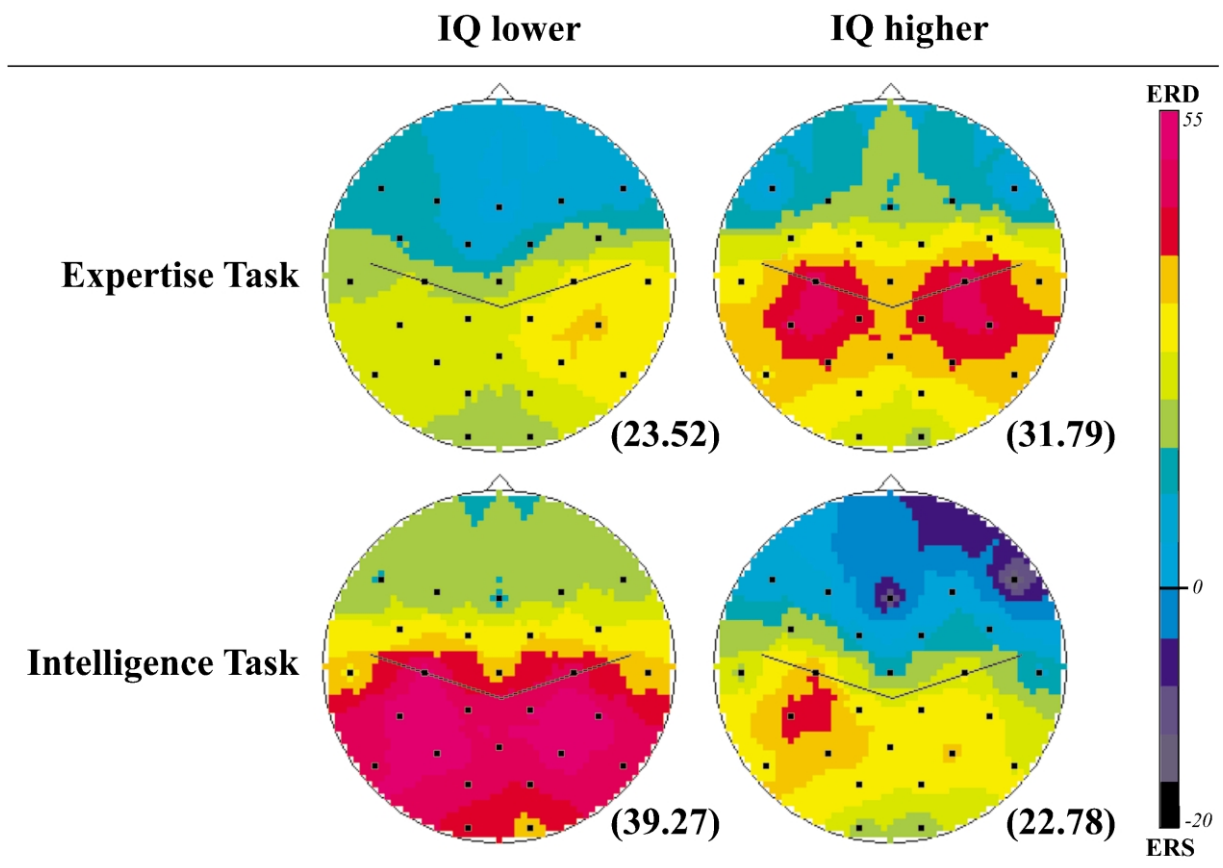 IQ lower
IQ higher
ERD
55
Expertise Task
(23.52)
(31.79)
0
Intelligence Task
(39.27)
(22.78)
-20
ERS